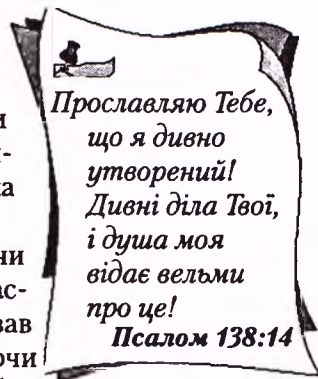 Прославляю Тебе,
що я дивно
утворений!
Дивні діла Твої,
і душа моя
відає вельми
про це!
Псалом 138:14